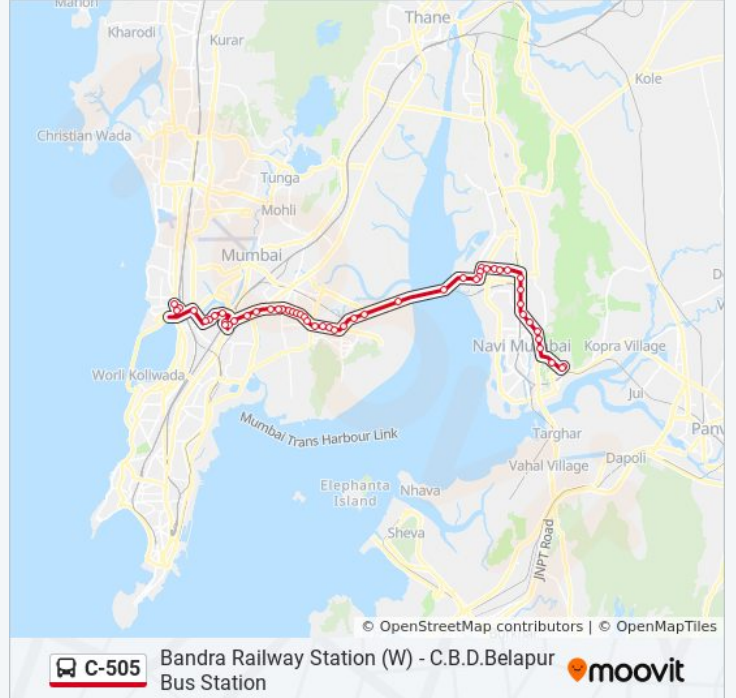 Manori
Thane
Kharodi
Kurar
Kole
Christian Wada
Tunga
Mohli
Mumbai
Navi Mumbai
Kopra Village
Worli Koliwada
Jui
Mumbai Trans Harbour Link
Panv
Targhar
Vahal Village
Dapoli
Elephanta
Island
Nhava
Sheva
JNPT Road
© OpenStreetMap contributors | © OpenMapTiles
C-505
Bandra Railway Station (W) - C.B.D.Belapur
Bus Station
moovit